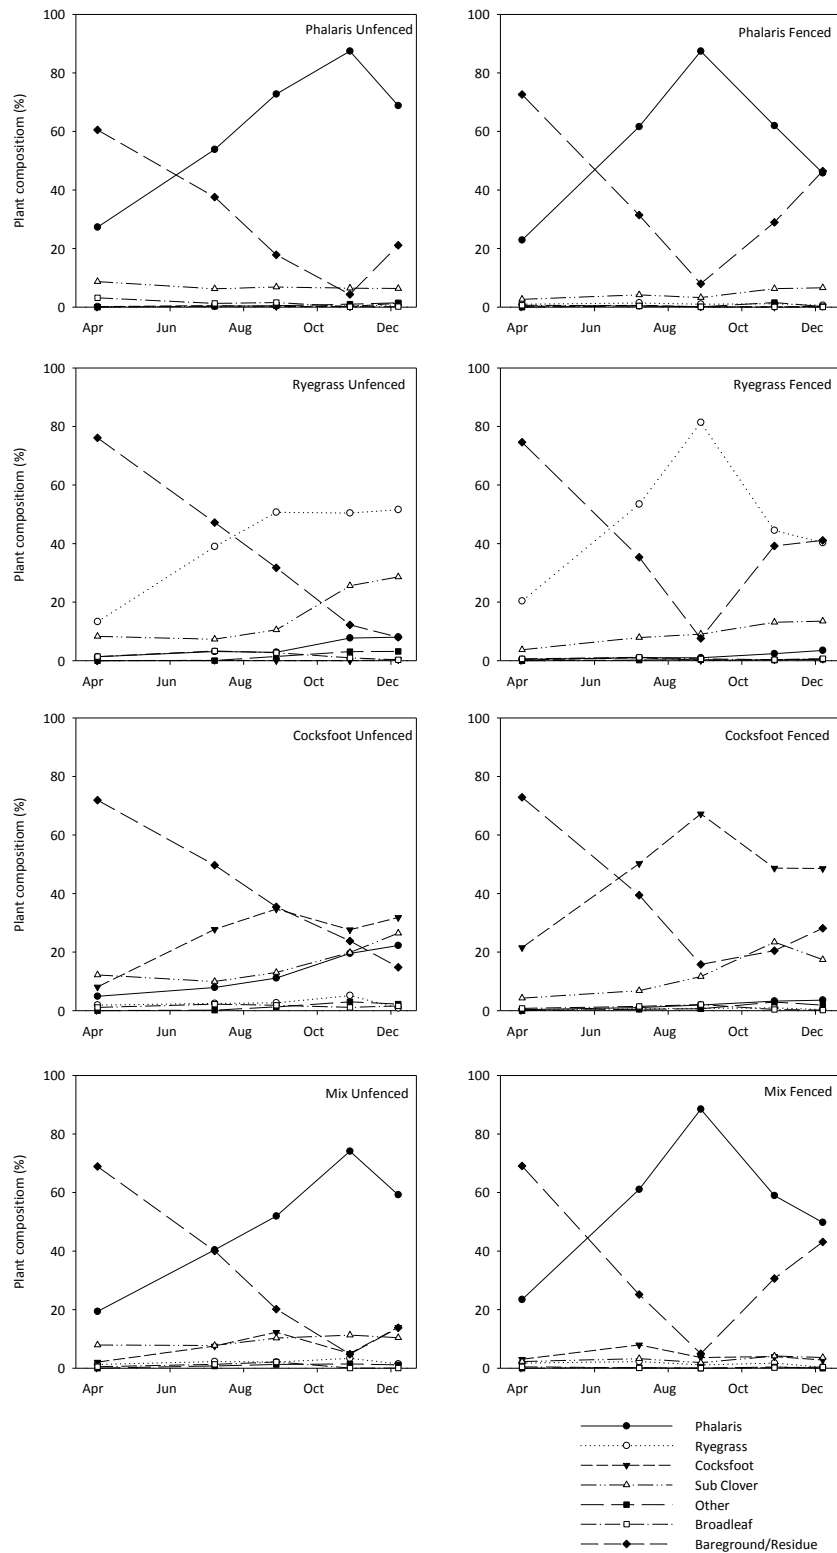 Phalaris Unfenced
Phalaris Fenced
Plant compositiom (%)
100
80
60
40
20
0
Apr Jun Aug Oct Dec
100
80
60
40
20
0
Apr Jun Aug Oct Dec
Ryegrass Unfenced
Ryegrass Fenced
Plant compositiom (%)
100
80
60
40
20
0
Apr Jun Aug Oct Dec
100
80
60
40
20
0
Apr Jun Aug Oct Dec
Cocksfoot Unfenced
Cocksfoot Fenced
Plant compositiom (%)
100
80
60
40
20
0
Apr Jun Aug Oct Dec
100
80
60
40
20
0
Apr Jun Aug Oct Dec
Mix Unfenced
Mix Fenced
Plant compositiom (%)
100
80
60
40
20
0
Apr Jun Aug Oct Dec
100
80
60
40
20
0
Apr Jun Aug Oct Dec
Phalaris
Ryegrass
Cocksfoot
Sub Clover
Other
Broadleaf
Bareground/Residue